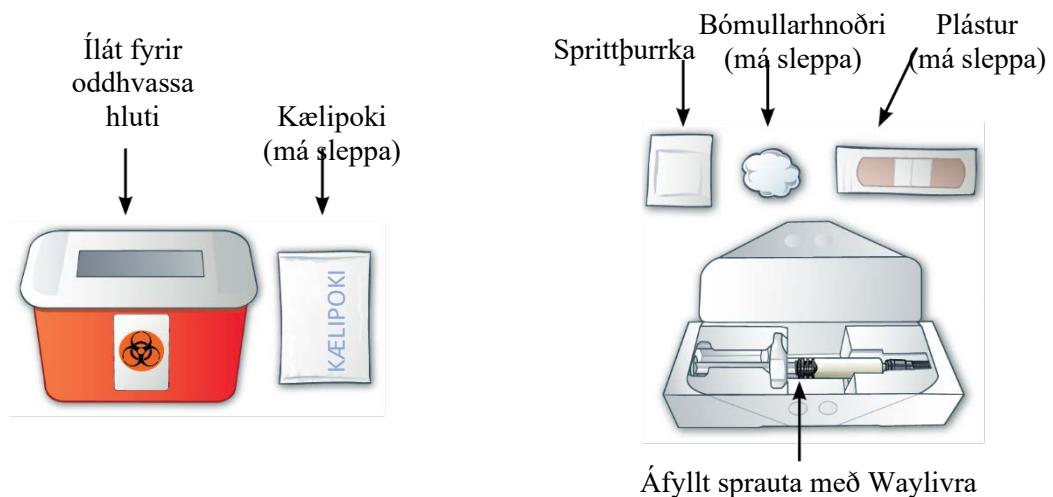 Ílát fyrir
oddhvassa
hluti
Kælipoki
(má sleppa)
KÆLIPOKI
Sprittþurrka
Bómullarhnoðri
(má sleppa)
Plástur
(má sleppa)
Áfyllt sprauta með Waylivra